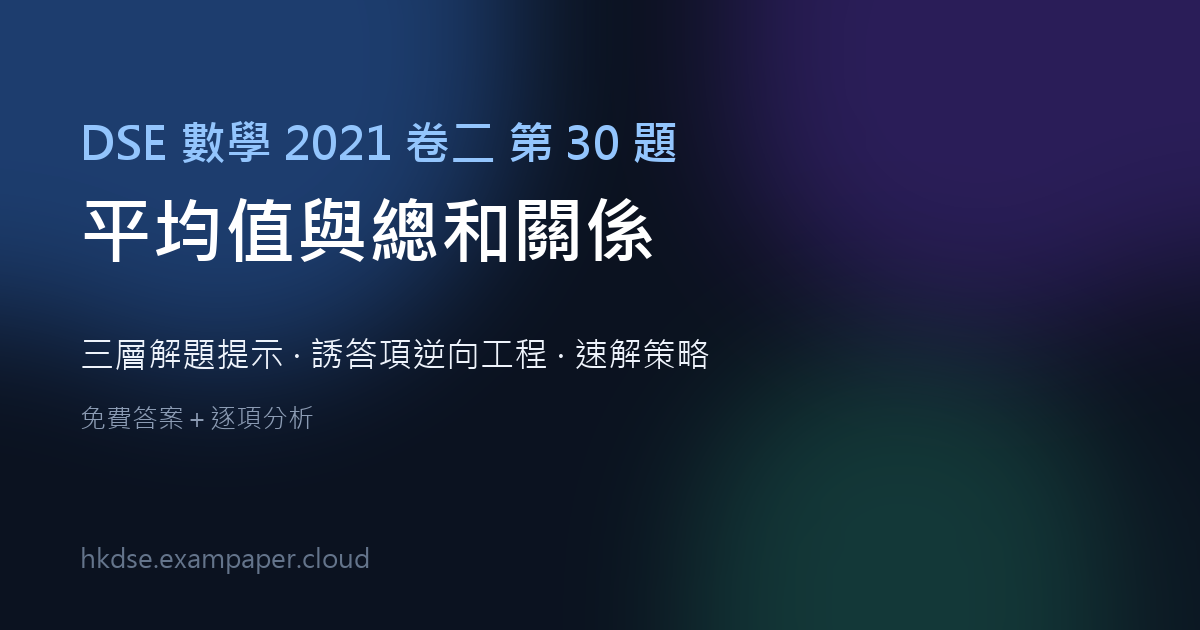 DSE 數學 2021 卷二 第 30 題
平均值與總和關係
三層解題提示 · 誘答項逆向工程 · 速解策略
免費答案 + 逐項分析
hkdse.exampaper.cloud